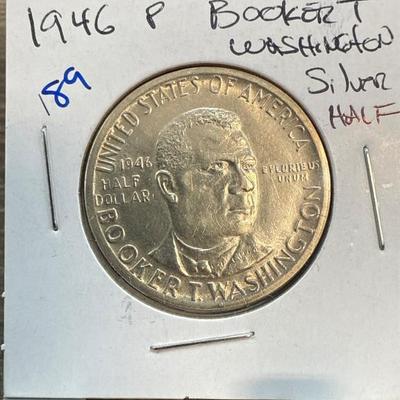 1946 P BOOKER T
WASHINGTON
Silver
HALF
189
UNITED STATES OF AMERICA
1946
HALF
DOLLAR
E PLURIBUS
UNUM
BOOKER T. WASHINGTON